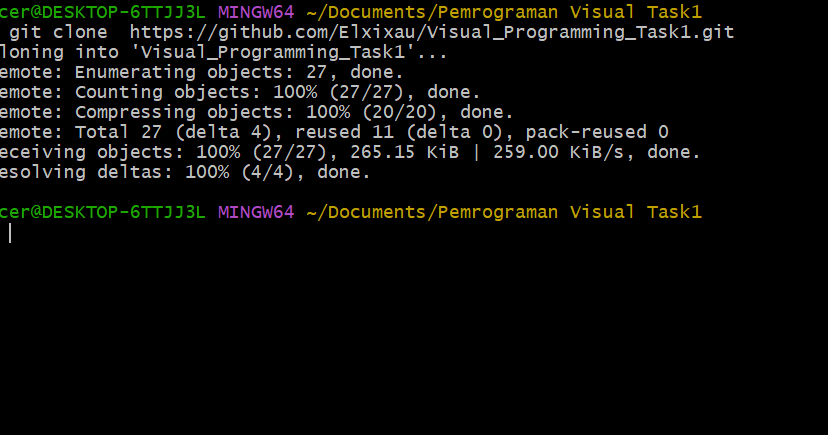 cer@DESKTOP-6TTJJ3L MINGW64 ~/Documents/Pemrograman Visual Task1
git clone  https://github.com/Elxixau/Visual_Programming_Task1.git
loning into 'Visual_Programming_Task1'...
emote: Enumerating objects: 27, done.
emote: Counting objects: 100% (27/27), done.
emote: Compressing objects: 100% (20/20), done.
emote: Total 27 (delta 4), reused 11 (delta 0), pack-reused 0
eceiving objects: 100% (27/27), 265.15 KiB | 259.00 KiB/s, done.
esolving deltas: 100% (4/4), done.
cer@DESKTOP-6TTJJ3L MINGW64 ~/Documents/Pemrograman Visual Task1